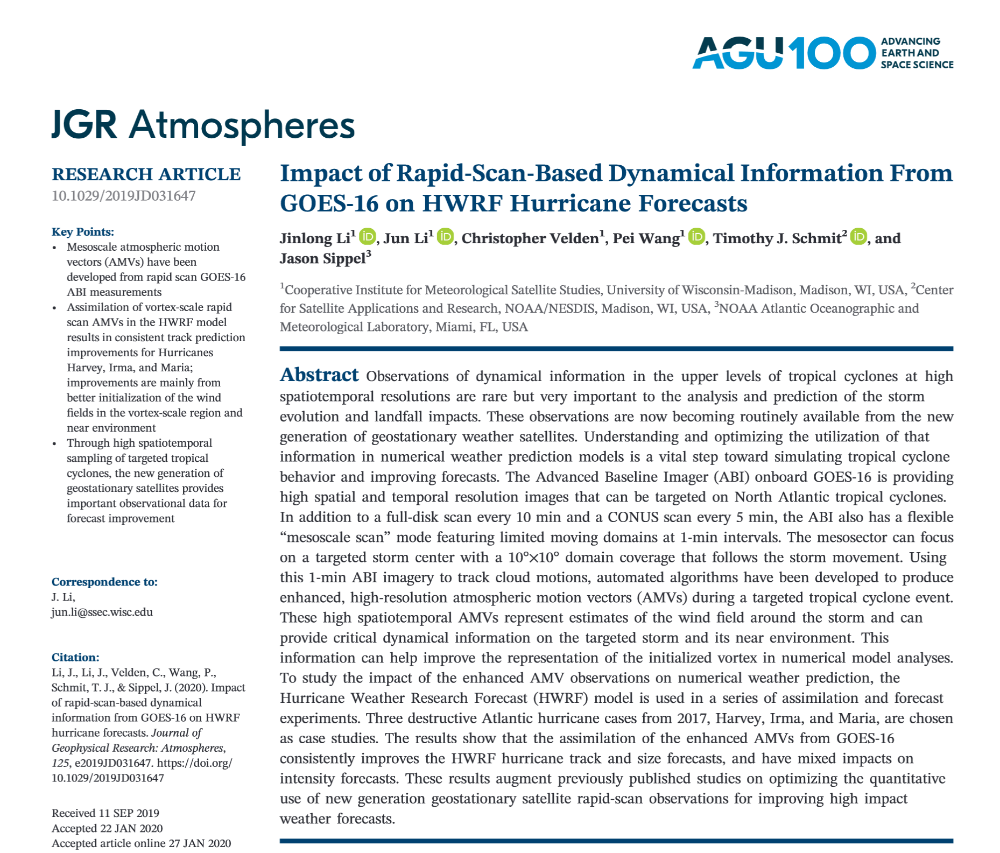 AGU100 ADVANCING
EARTH AND
SPACE SCIENCE
JGR Atmospheres
RESEARCH ARTICLE
10.1029/2019JD031647
Key Points:
• Mesoscale atmospheric motion
vectors (AMVs) have been
developed from rapid scan GOES-16
ABI measurements
• Assimilation of vortex-scale rapid
scan AMVs in the HWRF model
results in consistent track prediction
improvements for Hurricanes
Harvey, Irma, and Maria;
improvements are mainly from
better initialization of the wind
fields in the vortex-scale region and
near environment
• Through high spatiotemporal
sampling of targeted tropical
cyclones, the new generation of
geostationary satellites provides
important observational data for
forecast improvement
Correspondence to:
J. Li,
jun.li@ssec.wisc.edu
Citation:
Li, J., Li, J., Velden, C., Wang, P.,
Schmit, T. J., & Sippel, J. (2020). Impact
of rapid-scan-based dynamical
information from GOES-16 on HWRF
hurricane forecasts. Journal of
Geophysical Research: Atmospheres,
125, e2019JD031647. https://doi.org/
10.1029/2019JD031647
Received 11 SEP 2019
Accepted 22 JAN 2020
Accepted article online 27 JAN 2020
Impact of Rapid-Scan-Based Dynamical Information From
GOES-16 on HWRF Hurricane Forecasts
Jinlong Li¹ iD, Jun Li¹ iD, Christopher Velden¹, Pei Wang¹ iD, Timothy J. Schmit² iD, and
Jason Sippel³
¹Cooperative Institute for Meteorological Satellite Studies, University of Wisconsin-Madison, Madison, WI, USA, ²Center
for Satellite Applications and Research, NOAA/NESDIS, Madison, WI, USA, ³NOAA Atlantic Oceanographic and
Meteorological Laboratory, Miami, FL, USA
Abstract Observations of dynamical information in the upper levels of tropical cyclones at high
spatiotemporal resolutions are rare but very important to the analysis and prediction of the storm
evolution and landfall impacts. These observations are now becoming routinely available from the new
generation of geostationary weather satellites. Understanding and optimizing the utilization of that
information in numerical weather prediction models is a vital step toward simulating tropical cyclone
behavior and improving forecasts. The Advanced Baseline Imager (ABI) onboard GOES-16 is providing
high spatial and temporal resolution images that can be targeted on North Atlantic tropical cyclones.
In addition to a full-disk scan every 10 min and a CONUS scan every 5 min, the ABI also has a flexible
“mesoscale scan” mode featuring limited moving domains at 1-min intervals. The mesosector can focus
on a targeted storm center with a 10°×10° domain coverage that follows the storm movement. Using
this 1-min ABI imagery to track cloud motions, automated algorithms have been developed to produce
enhanced, high-resolution atmospheric motion vectors (AMVs) during a targeted tropical cyclone event.
These high spatiotemporal AMVs represent estimates of the wind field around the storm and can
provide critical dynamical information on the targeted storm and its near environment. This
information can help improve the representation of the initialized vortex in numerical model analyses.
To study the impact of the enhanced AMV observations on numerical weather prediction, the
Hurricane Weather Research Forecast (HWRF) model is used in a series of assimilation and forecast
experiments. Three destructive Atlantic hurricane cases from 2017, Harvey, Irma, and Maria, are chosen
as case studies. The results show that the assimilation of the enhanced AMVs from GOES-16
consistently improves the HWRF hurricane track and size forecasts, and have mixed impacts on
intensity forecasts. These results augment previously published studies on optimizing the quantitative
use of new generation geostationary satellite rapid-scan observations for improving high impact
weather forecasts.